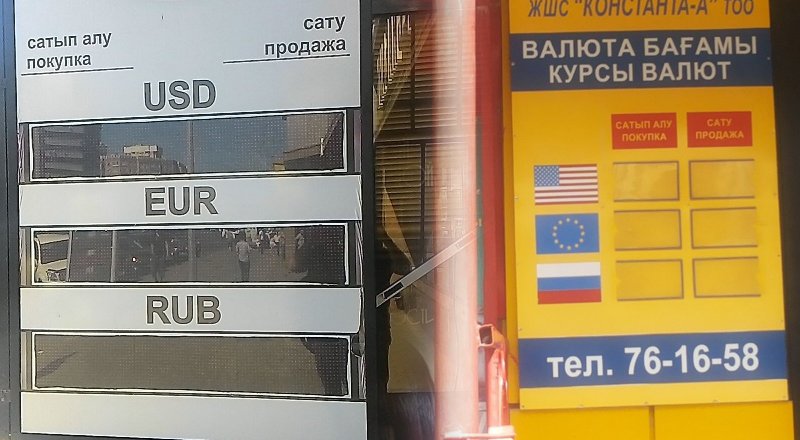 сатып алу
покупка
сату
продажа
USD
EUR
RUB
ЖШС "КОНСТАНТА-А" ТОО
ВАЛЮТА БАҒАМЫ
КУРСЫ ВАЛЮТ
САТЫП АЛУ
ПОКУПКА
САТУ
ПРОДАЖА
тел. 76-16-58